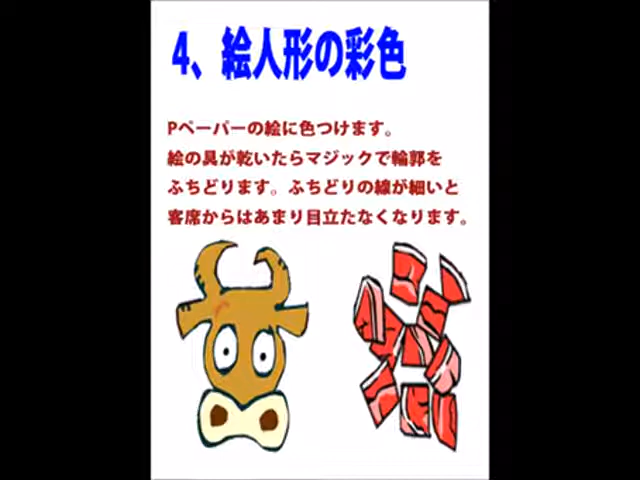 4、絵人形の彩色
Pペーパーの絵に色つけます。
絵の具が乾いたらマジックで輪郭を
ふちどります。ふちどりの線が細いと
客席からはあまり目立たなくなります。